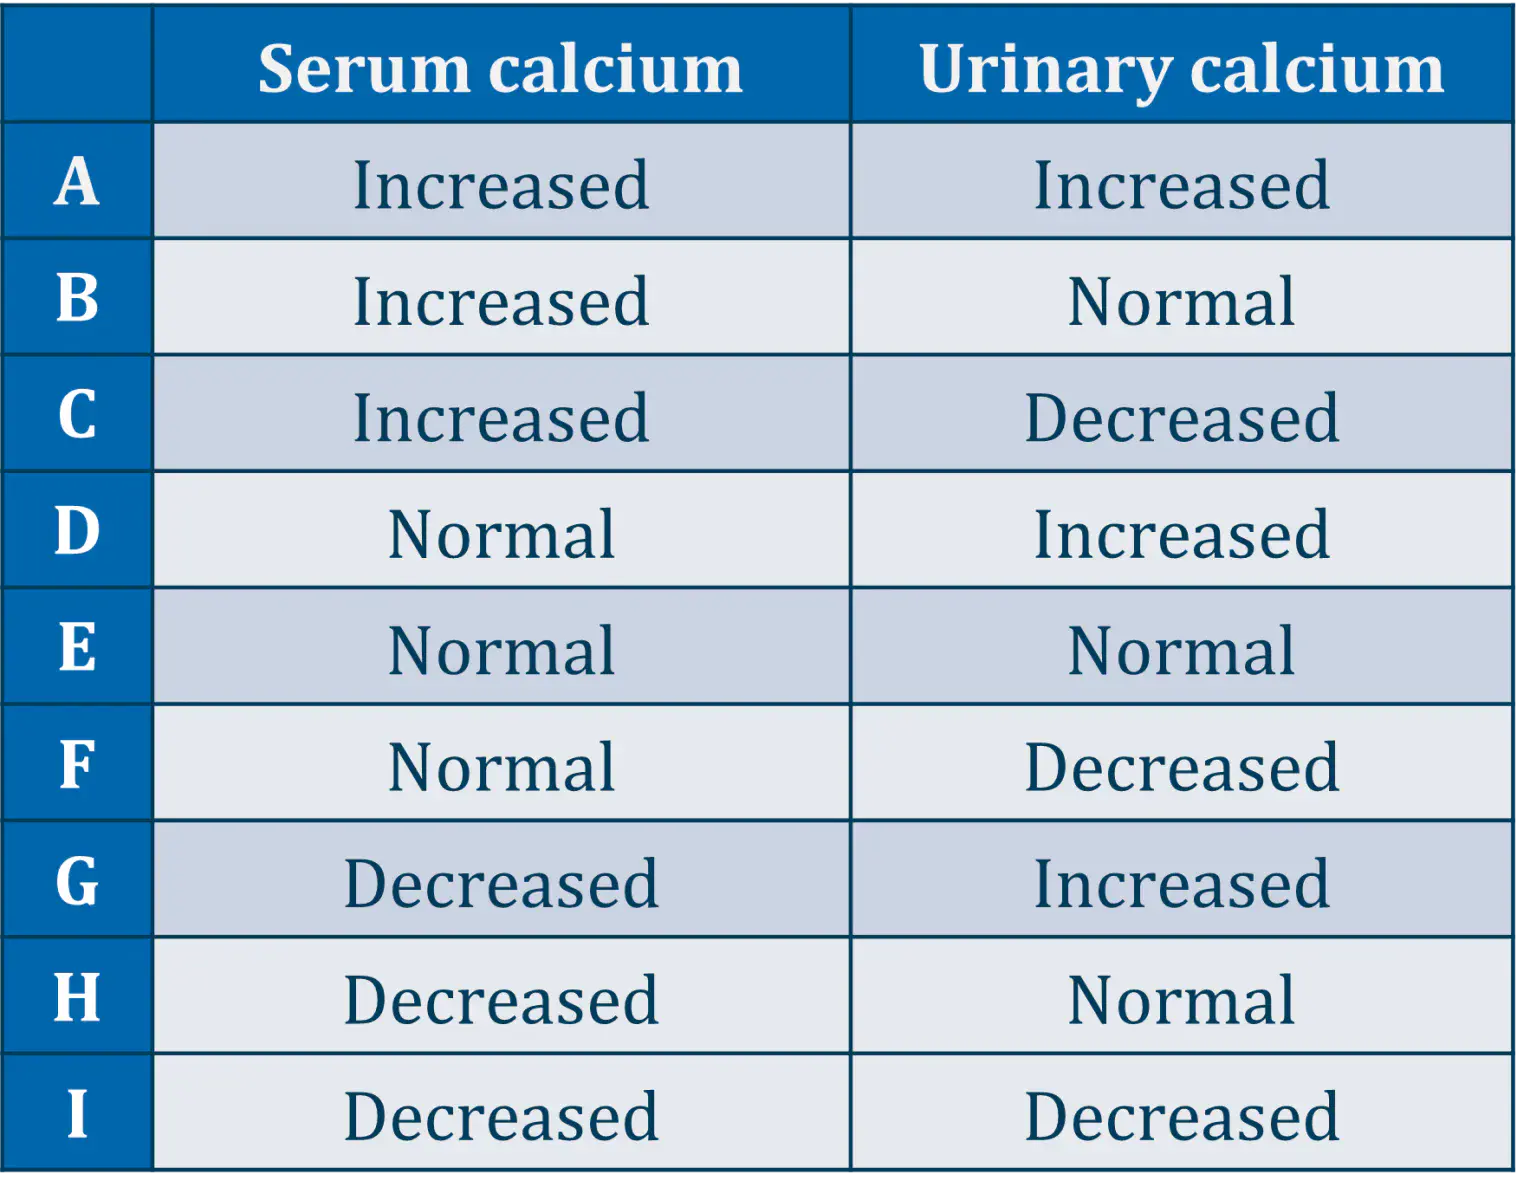 Serum calcium Urinary calcium
A Increased Increased
B Increased Normal
C Increased Decreased
D Normal Increased
E Normal Normal
F Normal Decreased
G Decreased Increased
H Decreased Normal
I Decreased Decreased